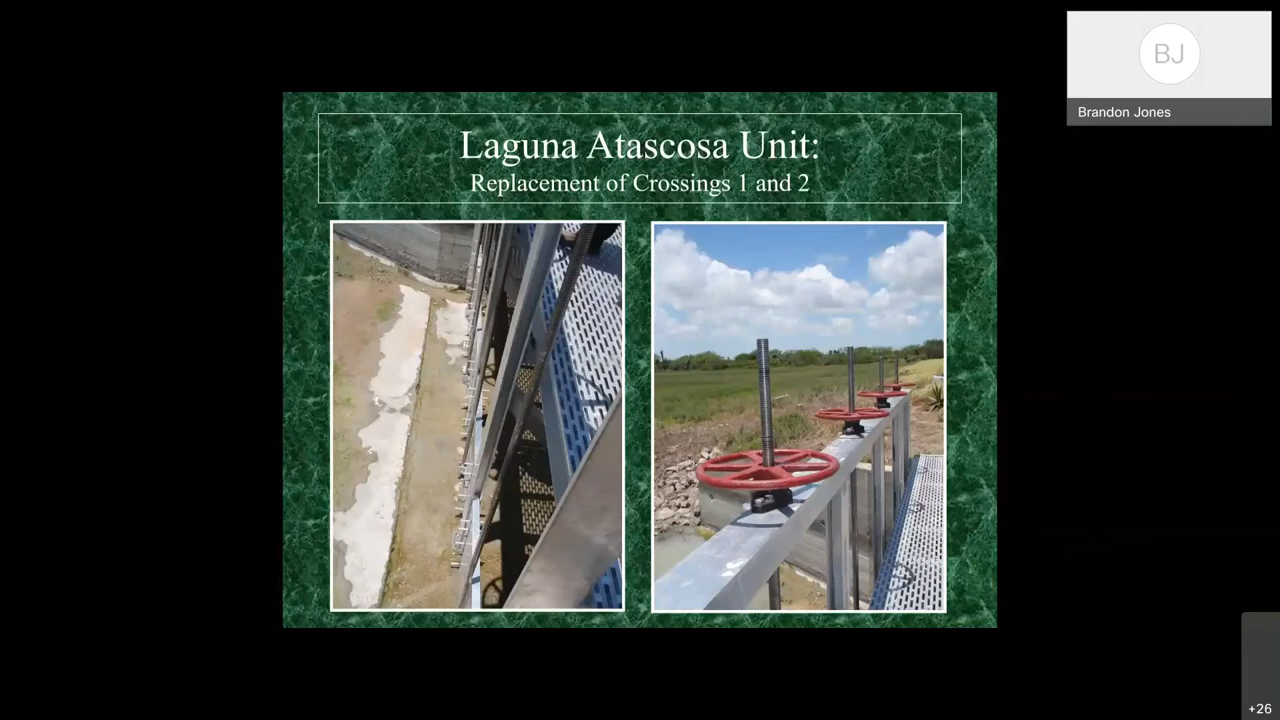 Laguna Atascosa Unit:
Replacement of Crossings 1 and 2
BJ
Brandon Jones
+26